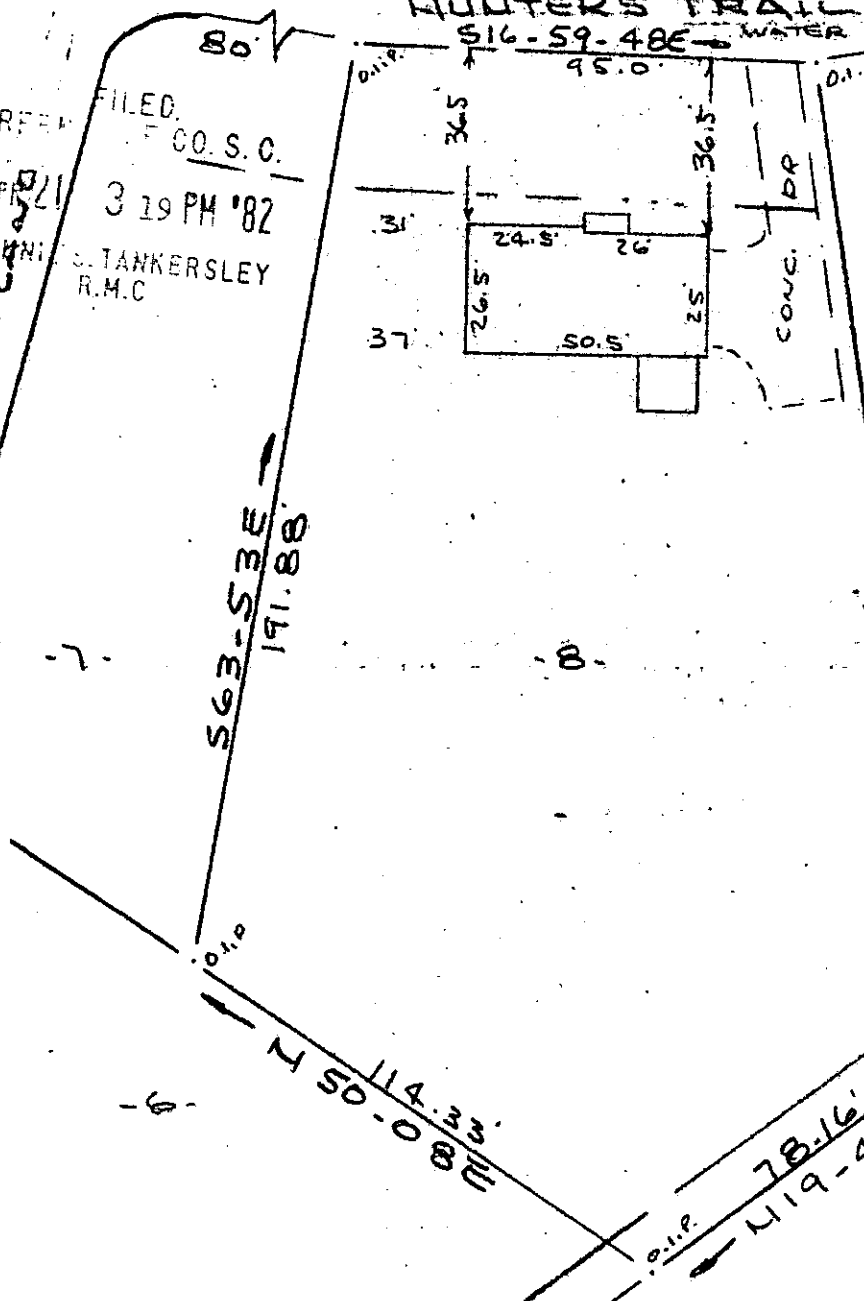 HUNTERS TRAIL
80'
S16-59-48E
WATER
95.0
O.I.P.
O.I.
FILED
CO. S. C.
3 19 PM '82
TANKERSLEY
R.M.C
36.5
36.5'
31'
24.5'
26'
26.5'
25
37'
50.5'
CONC. DR
S63-53E
191.88'
-7-
-8-
O.I.P
N 50-08E
114.33'
-6-
78.16'
N19-
O.I.P.